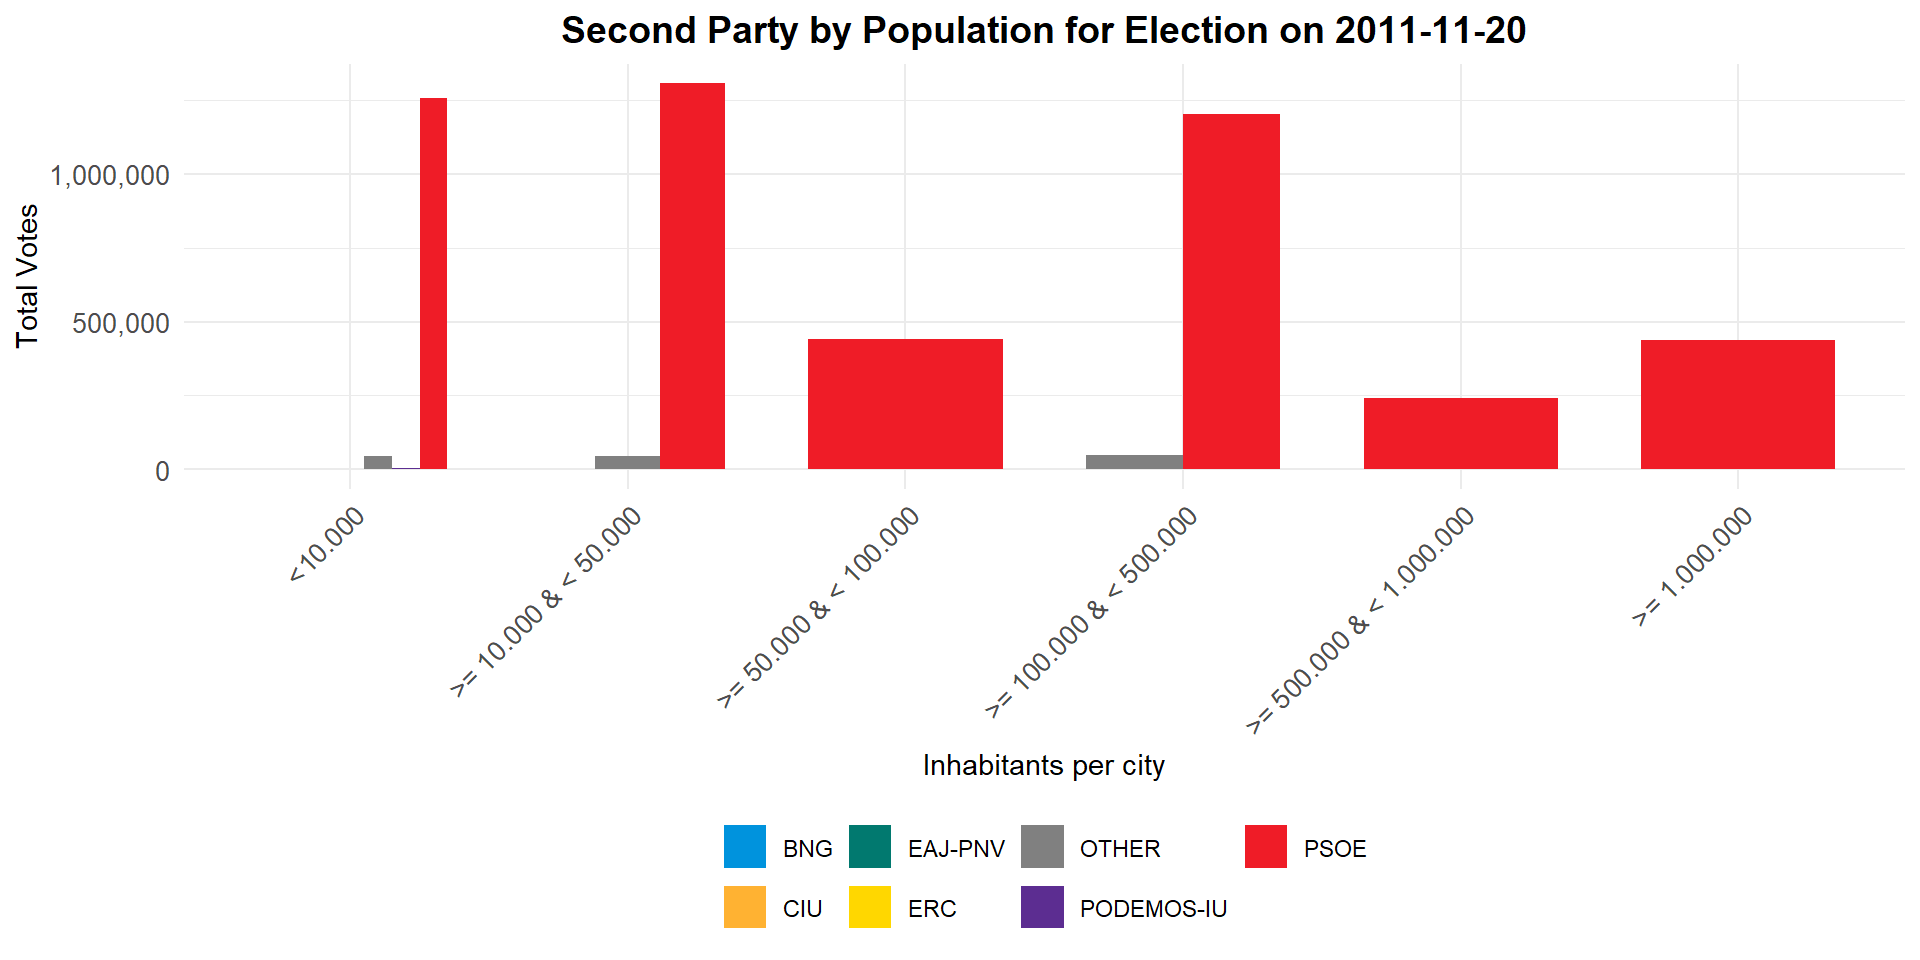 Second Party by Population for Election on 2011-11-20
Total Votes
1,000,000
500,000
0
<10.000
>= 10.000 & < 50.000
>= 50.000 & < 100.000
>= 100.000 & < 500.000
>= 500.000 & < 1.000.000
>= 1.000.000
Inhabitants per city
BNG EAJ-PNV OTHER PSOE
CIU ERC PODEMOS-IU